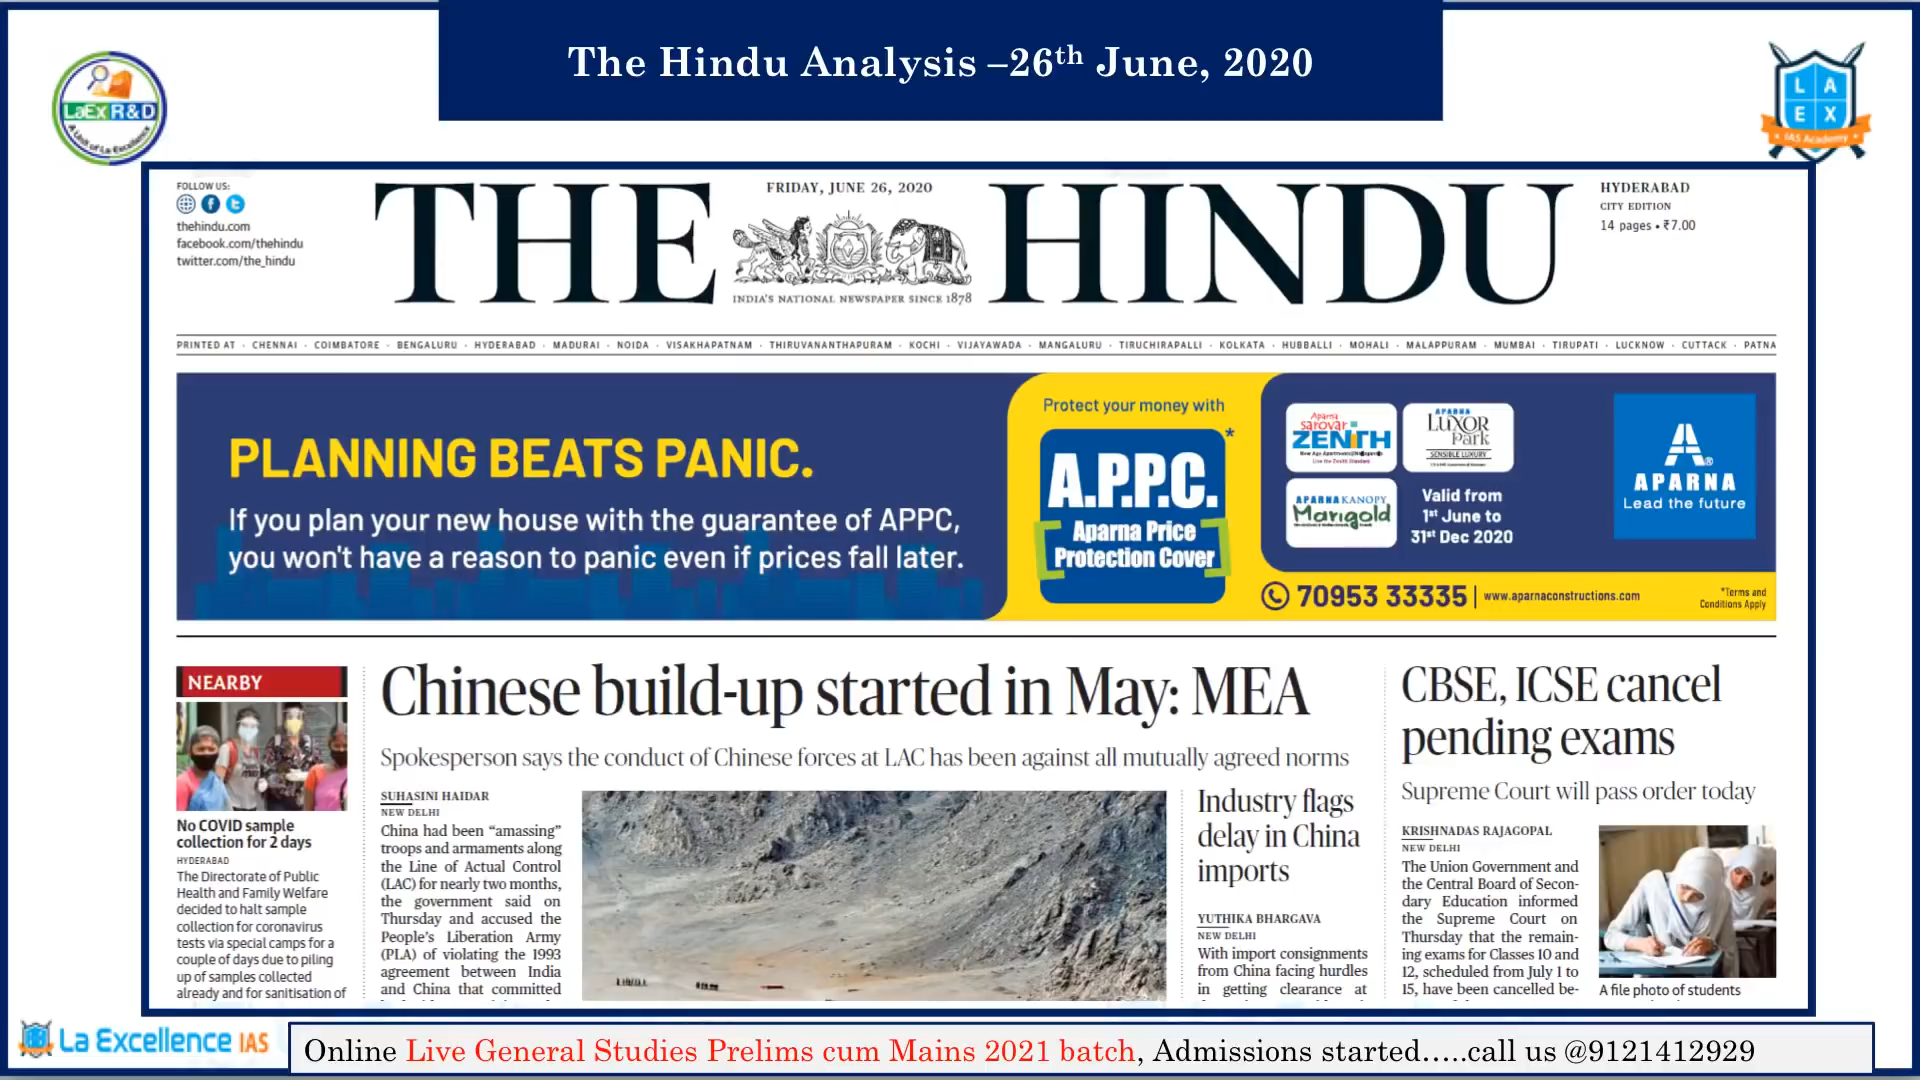 The Hindu Analysis –26th June, 2020
LaEx R&D
A Unit of La Excellence
L A
E X
IAS Academy
FOLLOW US:
thehindu.com
facebook.com/thehindu
twitter.com/the_hindu
THE HINDU
FRIDAY, JUNE 26, 2020
INDIA'S NATIONAL NEWSPAPER SINCE 1878
HYDERABAD
CITY EDITION
14 pages • ₹7.00
PRINTED AT · CHENNAI · COIMBATORE · BENGALURU · HYDERABAD · MADURAI · NOIDA · VISAKHAPATNAM · THIRUVANANTHAPURAM · KOCHI · VIJAYAWADA · MANGALURU · TIRUCHIRAPALLI · KOLKATA · HUBBALLI · MOHALI · MALAPPURAM · MUMBAI · TIRUPATI · LUCKNOW · CUTTACK · PATNA
PLANNING BEATS PANIC.
If you plan your new house with the guarantee of APPC,
you won't have a reason to panic even if prices fall later.
Protect your money with
A.P.P.C.
*
Aparna Price
Protection Cover
Aparna
sarovar
ZENITH
APARNA
LUXOR
Park
SENSIBLE LUXURY
APARNA KANOPY
Marigold
Valid from
1st June to
31st Dec 2020
APARNA
Lead the future
70953 33335 | www.aparnaconstructions.com
*Terms and
Conditions Apply
NEARBY
No COVID sample
collection for 2 days
HYDERABAD
The Directorate of Public
Health and Family Welfare
decided to halt sample
collection for coronavirus
tests via special camps for a
couple of days due to piling
up of samples collected
already and for sanitisation of
Chinese build-up started in May: MEA
Spokesperson says the conduct of Chinese forces at LAC has been against all mutually agreed norms
SUHASINI HAIDAR
NEW DELHI
China had been “amassing”
troops and armaments along
the Line of Actual Control
(LAC) for nearly two months,
the government said on
Thursday and accused the
People's Liberation Army
(PLA) of violating the 1993
agreement between India
and China that committed
Industry flags
delay in China
imports
YUTHIKA BHARGAVA
NEW DELHI
With import consignments
from China facing hurdles
in getting clearance at
CBSE, ICSE cancel
pending exams
Supreme Court will pass order today
KRISHNADAS RAJAGOPAL
NEW DELHI
The Union Government and
the Central Board of Secon-
dary Education informed
the Supreme Court on
Thursday that the remain-
ing exams for Classes 10 and
12, scheduled from July 1 to
15, have been cancelled be-
A file photo of students
La Excellence IAS
Online Live General Studies Prelims cum Mains 2021 batch, Admissions started…..call us @9121412929